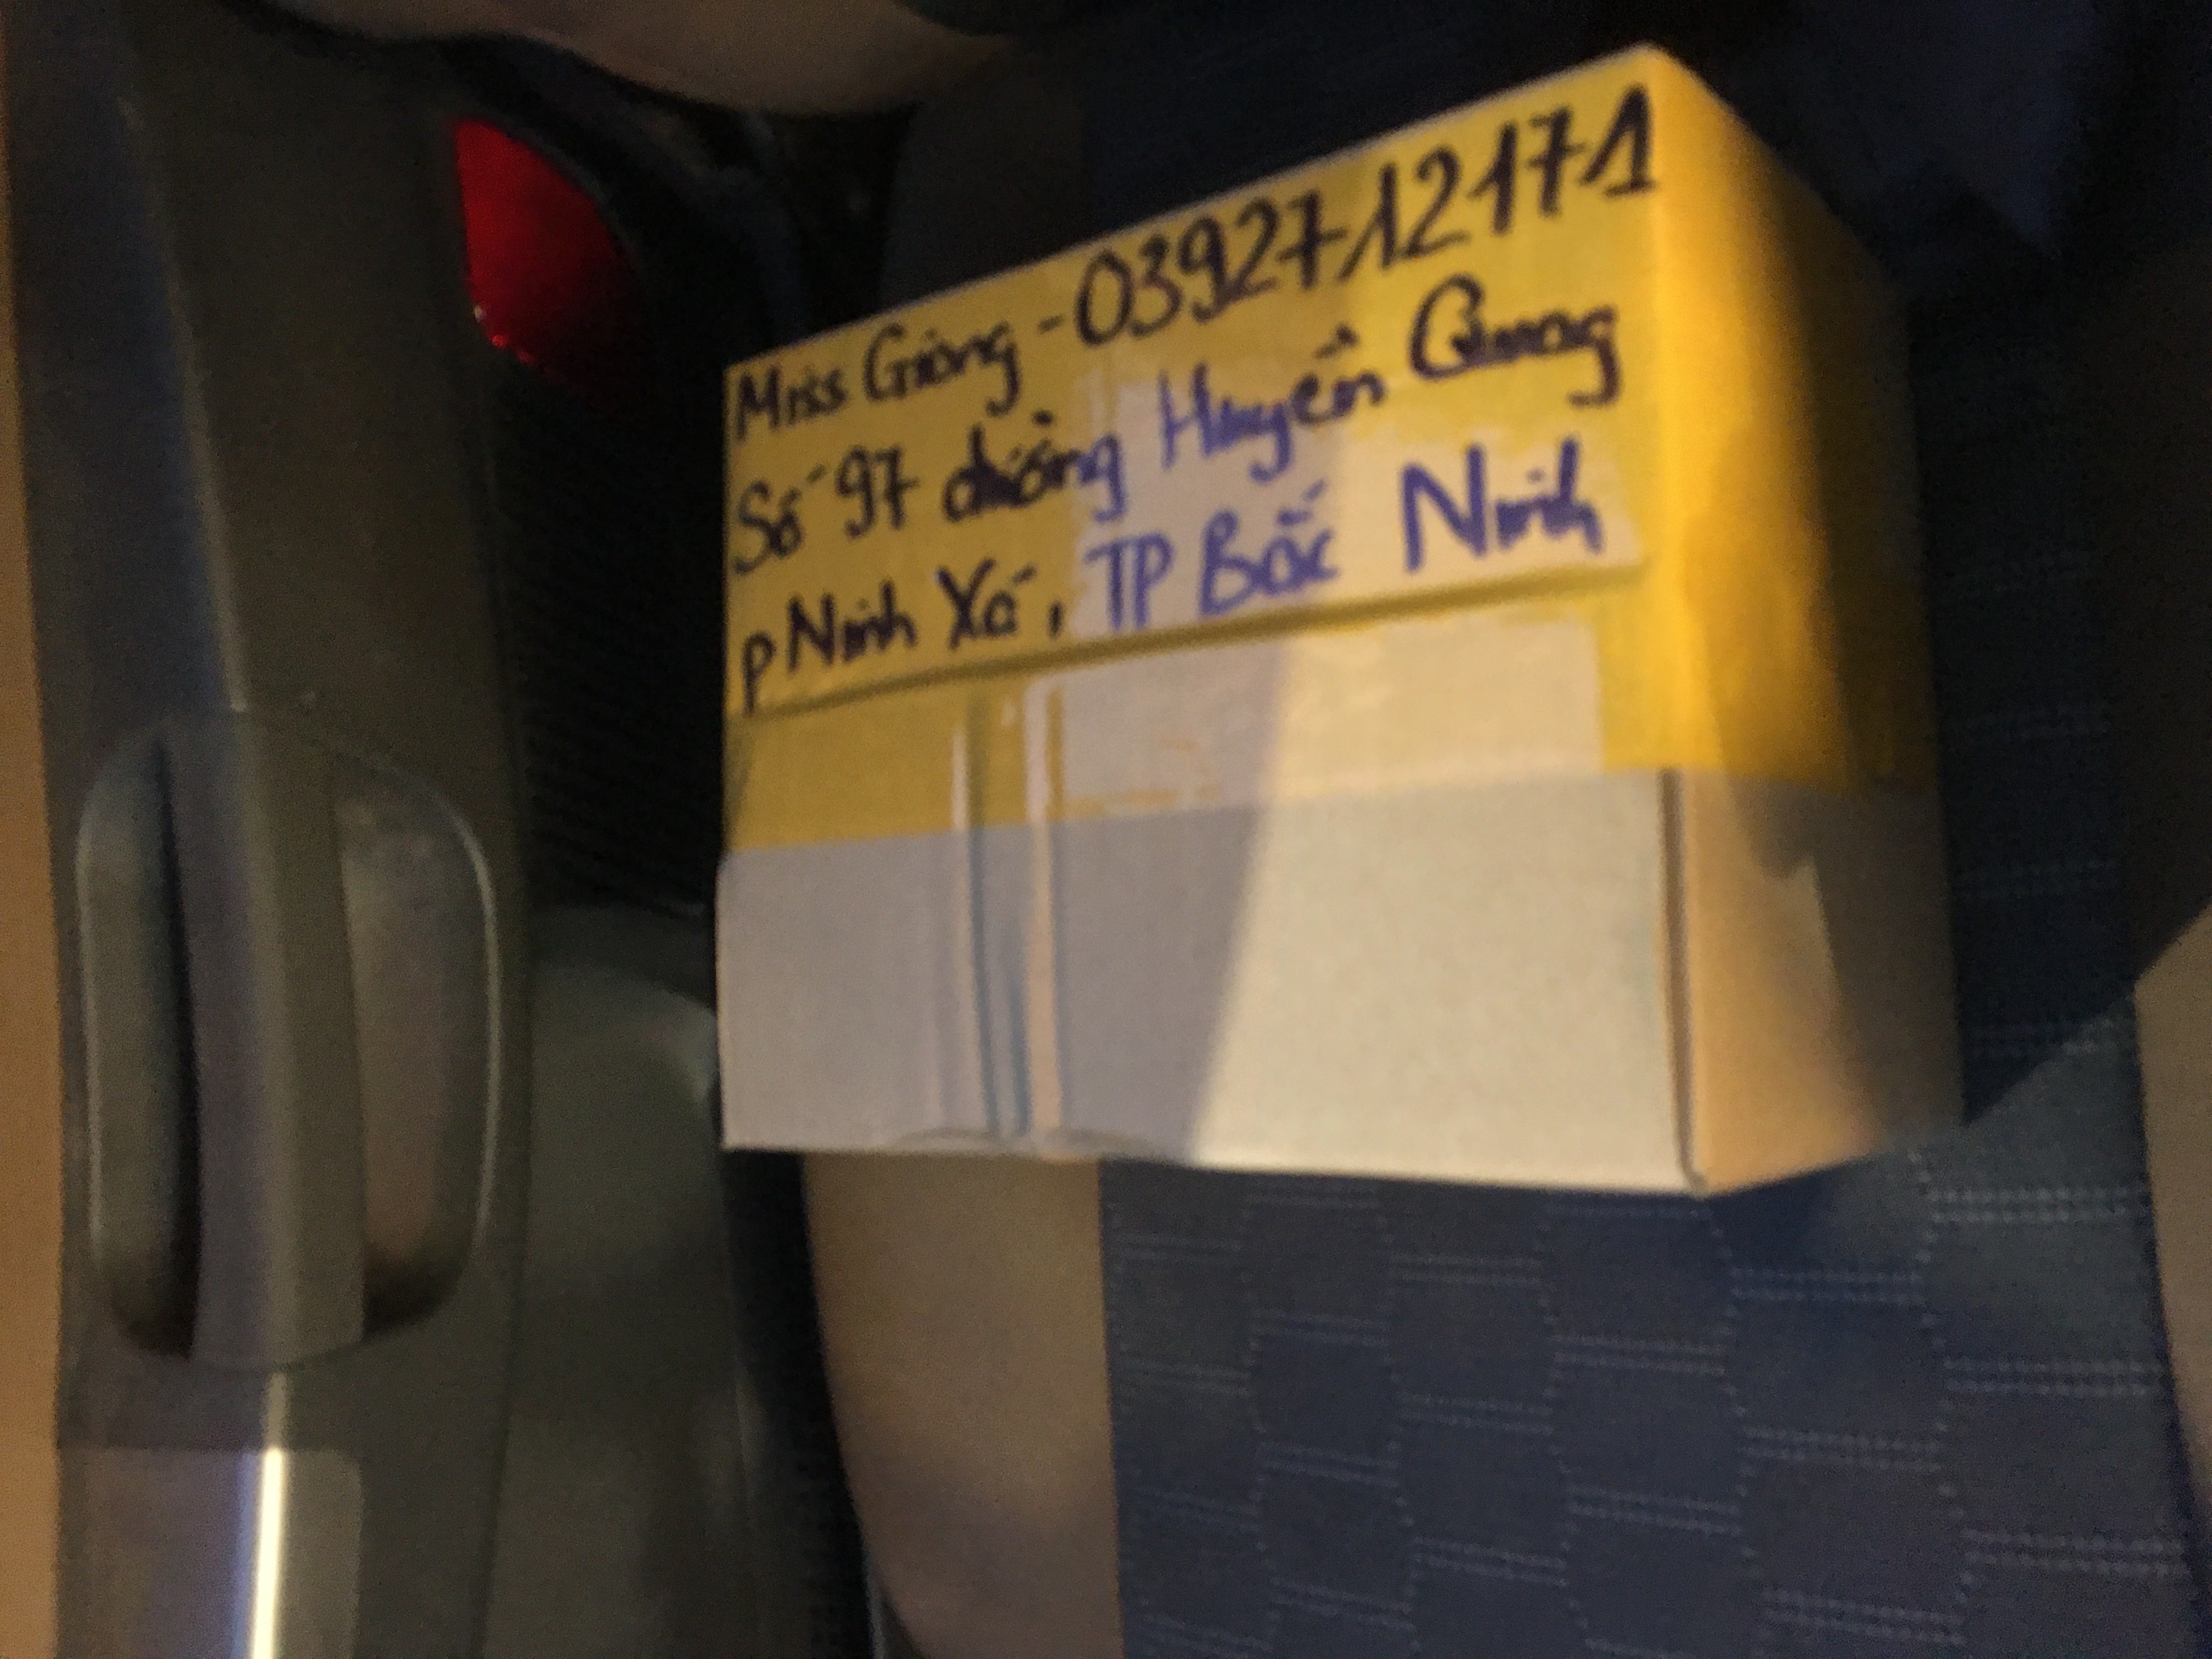 Miss Giang - 0392712171
Số 97 đường Huyền Quang
P Ninh Xá, TP Bắc Ninh